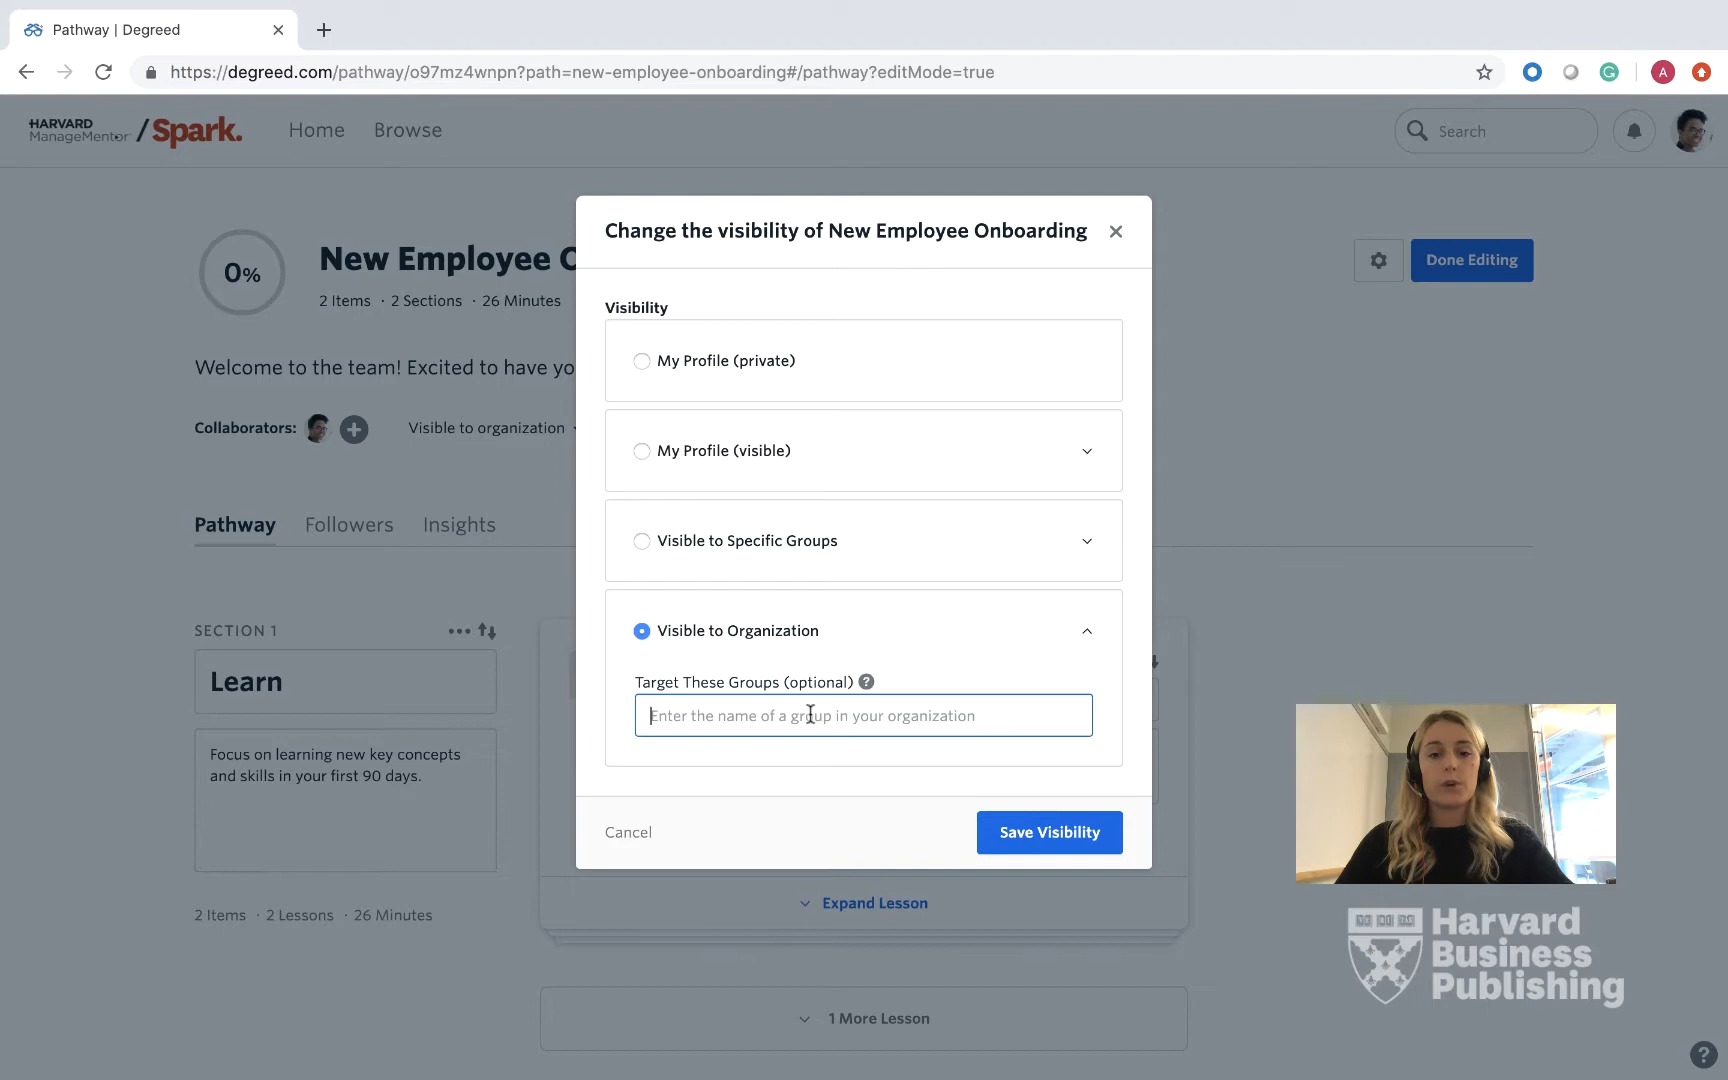 Pathway | Degreed
https://degreed.com/pathway/o97mz4wnpn?path=new-employee-onboarding#/pathway?editMode=true
A
HARVARD
ManageMentor / Spark.
Home
Browse
Search
Change the visibility of New Employee Onboarding
0%
New Employee O
2 Items · 2 Sections · 26 Minutes
Done Editing
Visibility
My Profile (private)
Welcome to the team! Excited to have yo
Collaborators:
Visible to organization
My Profile (visible)
Pathway
Followers
Insights
Visible to Specific Groups
SECTION 1
Visible to Organization
Learn
Target These Groups (optional) ?
Enter the name of a group in your organization
Focus on learning new key concepts
and skills in your first 90 days.
Cancel
Save Visibility
2 Items · 2 Lessons · 26 Minutes
Expand Lesson
1 More Lesson
VE RI TAS
Harvard
Business
Publishing
?